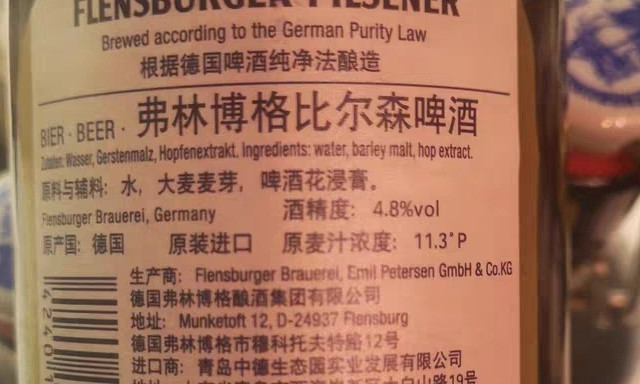 FLENSBURGER PILSENER
Brewed according to the German Purity Law
根据德国啤酒纯净法酿造
BIER · BEER · 弗林博格比尔森啤酒
Zutaten: Wasser, Gerstenmalz, Hopfenextrakt. Ingredients: water, barley malt, hop extract.
原料与辅料: 水, 大麦麦芽, 啤酒花浸膏。
Flensburger Brauerei, Germany 酒精度: 4.8%vol
原产国: 德国 原装进口 原麦汁浓度: 11.3°P
生产商: Flensburger Brauerei, Emil Petersen GmbH & Co.KG
德国弗林博格酿酒集团有限公司
地址: Munketoft 12, D-24937 Flensburg
德国弗林博格市穆科托夫特路12号
进口商: 青岛中德生态园实业发展有限公司